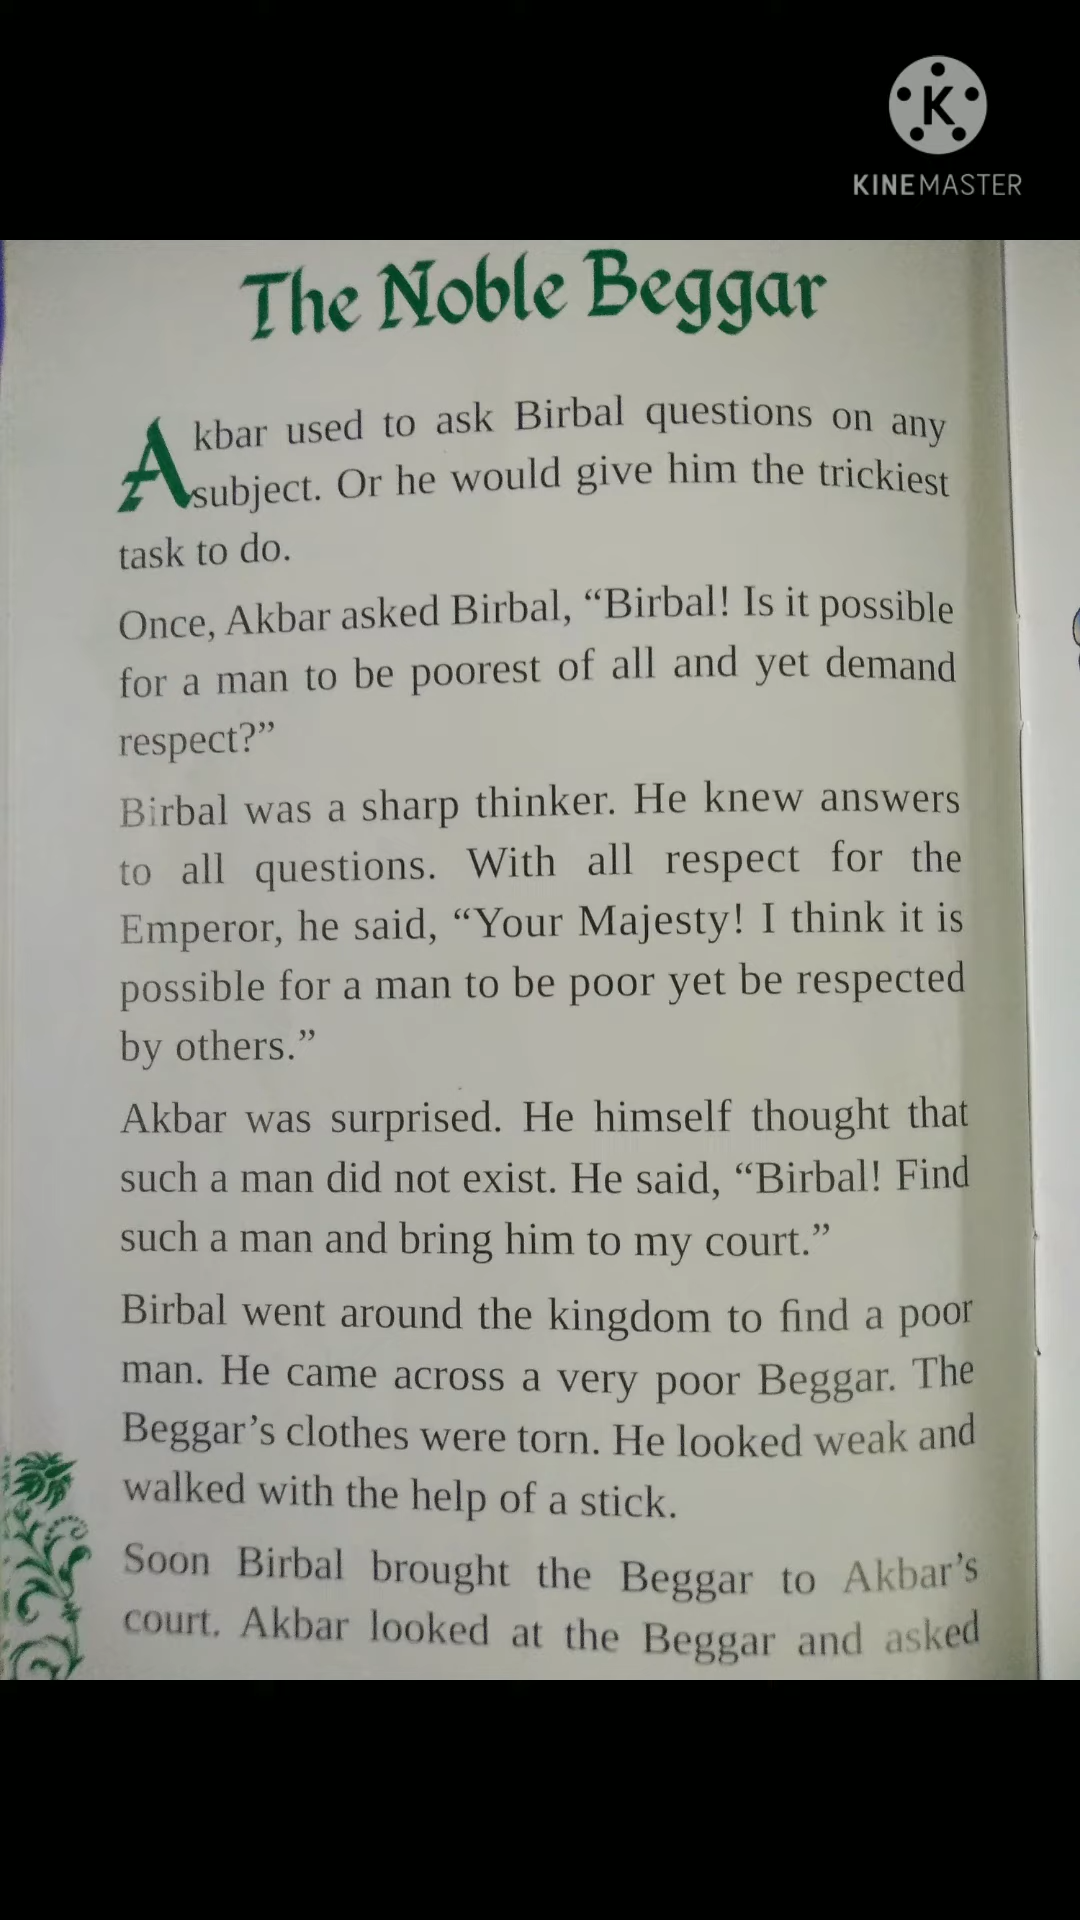 KINEMASTER
The Noble Beggar
Akbar used to ask Birbal questions on any
subject. Or he would give him the trickiest
task to do.
Once, Akbar asked Birbal, “Birbal! Is it possible
for a man to be poorest of all and yet demand
respect?”
Birbal was a sharp thinker. He knew answers
to all questions. With all respect for the
Emperor, he said, “Your Majesty! I think it is
possible for a man to be poor yet be respected
by others.”
Akbar was surprised. He himself thought that
such a man did not exist. He said, “Birbal! Find
such a man and bring him to my court.”
Birbal went around the kingdom to find a poor
man. He came across a very poor Beggar. The
Beggar’s clothes were torn. He looked weak and
walked with the help of a stick.
Soon Birbal brought the Beggar to Akbar’s
court. Akbar looked at the Beggar and asked